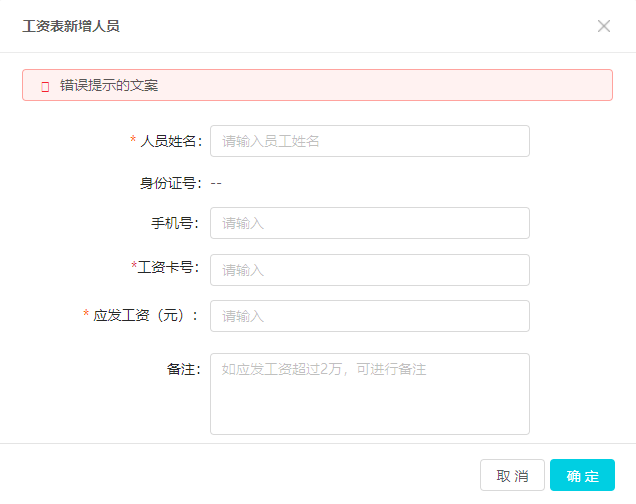 工资表新增人员
错误提示的文案
* 人员姓名： 请输入员工姓名
身份证号：--
手机号： 请输入
*工资卡号： 请输入
* 应发工资（元）： 请输入
备注： 如应发工资超过2万，可进行备注
取 消 确 定